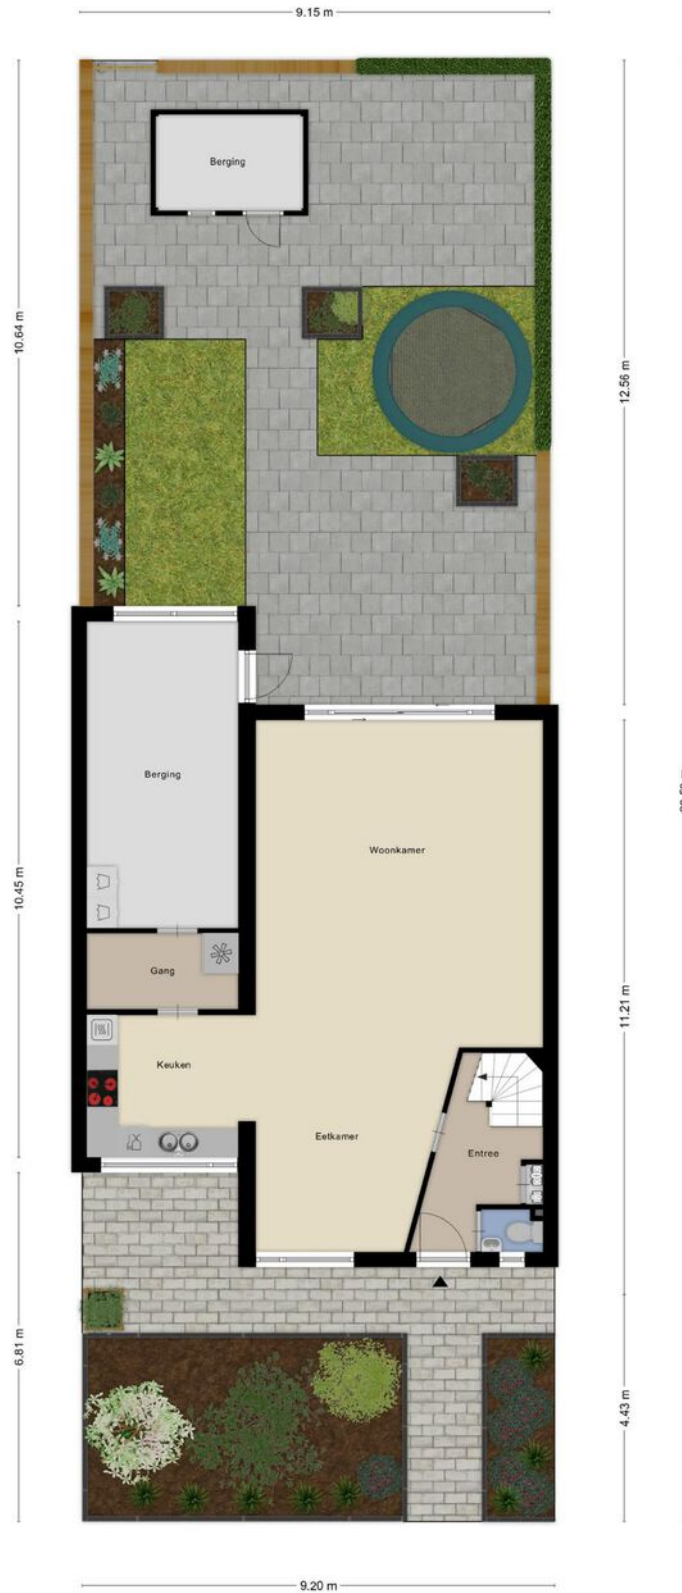 9.15 m
Berging
10.64 m
12.56 m
Berging
Woonkamer
10.45 m
Gang
11.21 m
Keuken
Eetkamer
Entree
6.81 m
4.43 m
9.20 m